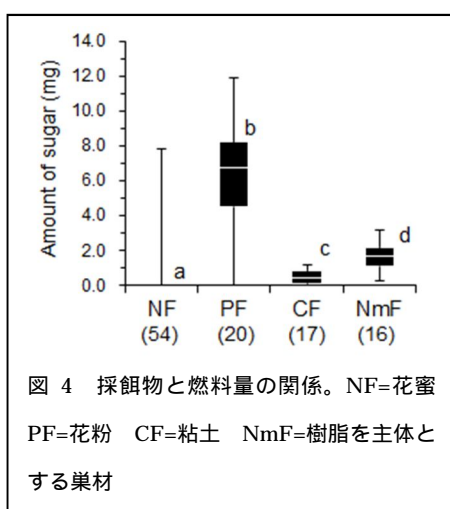 Amount of sugar (mg)
14.0
12.0
10.0
8.0
6.0
4.0
2.0
0.0
a
b
c
d
NF PF CF NmF
(54) (20) (17) (16)
図 4 採餌物と燃料量の関係。NF=花蜜
PF=花粉 CF=粘土 NmF=樹脂を主体と
する巣材